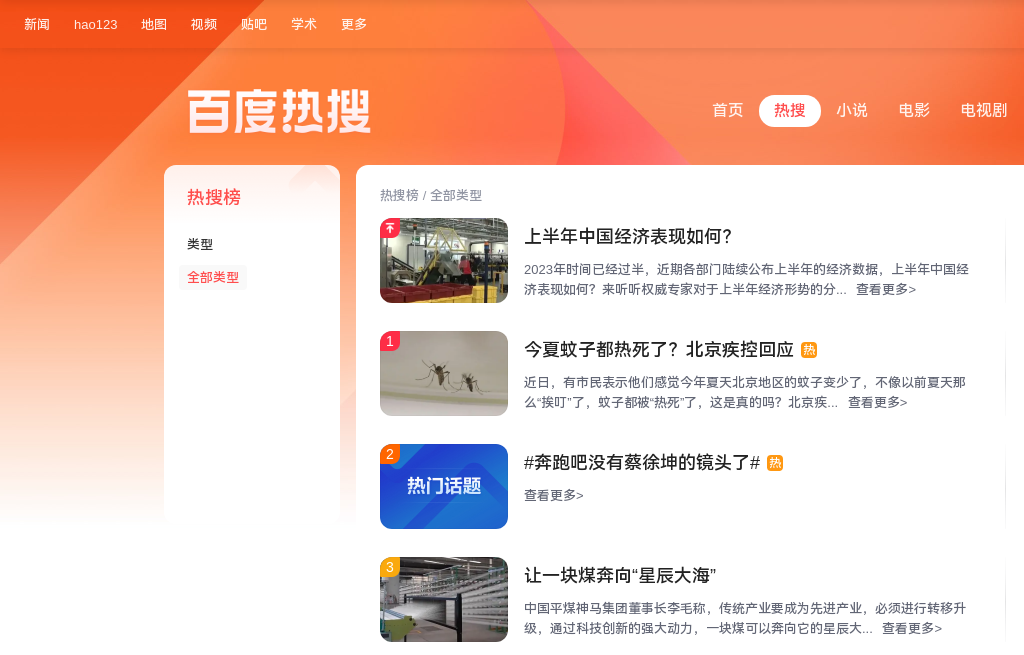 新闻 hao123 地图 视频 贴吧 学术 更多
百度热搜
首页 热搜 小说 电影 电视剧
热搜榜
类型
全部类型
热搜榜 / 全部类型
上半年中国经济表现如何？
2023年时间已经过半，近期各部门陆续公布上半年的经济数据，上半年中国经
济表现如何？来听听权威专家对于上半年经济形势的分... 查看更多>
1
今夏蚊子都热死了？北京疾控回应 热
近日，有市民表示他们感觉今年夏天北京地区的蚊子变少了，不像以前夏天那
么“挨叮”了，蚊子都被“热死”了，这是真的吗？北京疾... 查看更多>
2
热门话题
#奔跑吧没有蔡徐坤的镜头了# 热
查看更多>
3
让一块煤奔向“星辰大海”
中国平煤神马集团董事长李毛称，传统产业要成为先进产业，必须进行转移升
级，通过科技创新的强大动力，一块煤可以奔向它的星辰大... 查看更多>